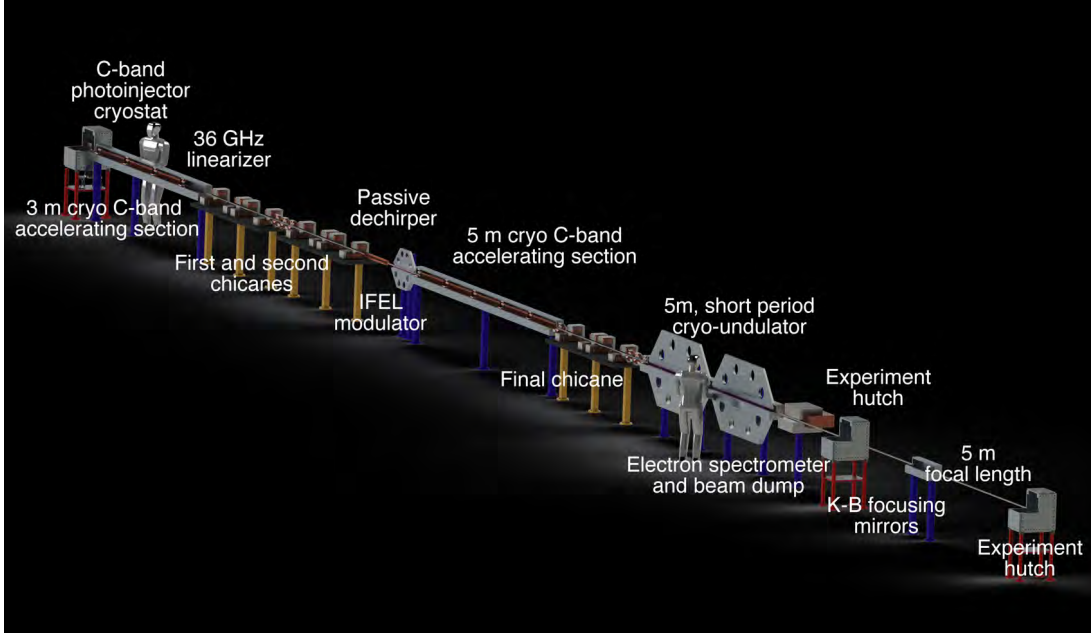 C-band
photoinjector
cryostat
36 GHz
linearizer
3 m cryo C-band
accelerating section
First and second
chicanes
Passive
dechirper
IFEL
modulator
5 m cryo C-band
accelerating section
Final chicane
5m, short period
cryo-undulator
Electron spectrometer
and beam dump
Experiment
hutch
K-B focusing
mirrors
5 m
focal length
Experiment
hutch